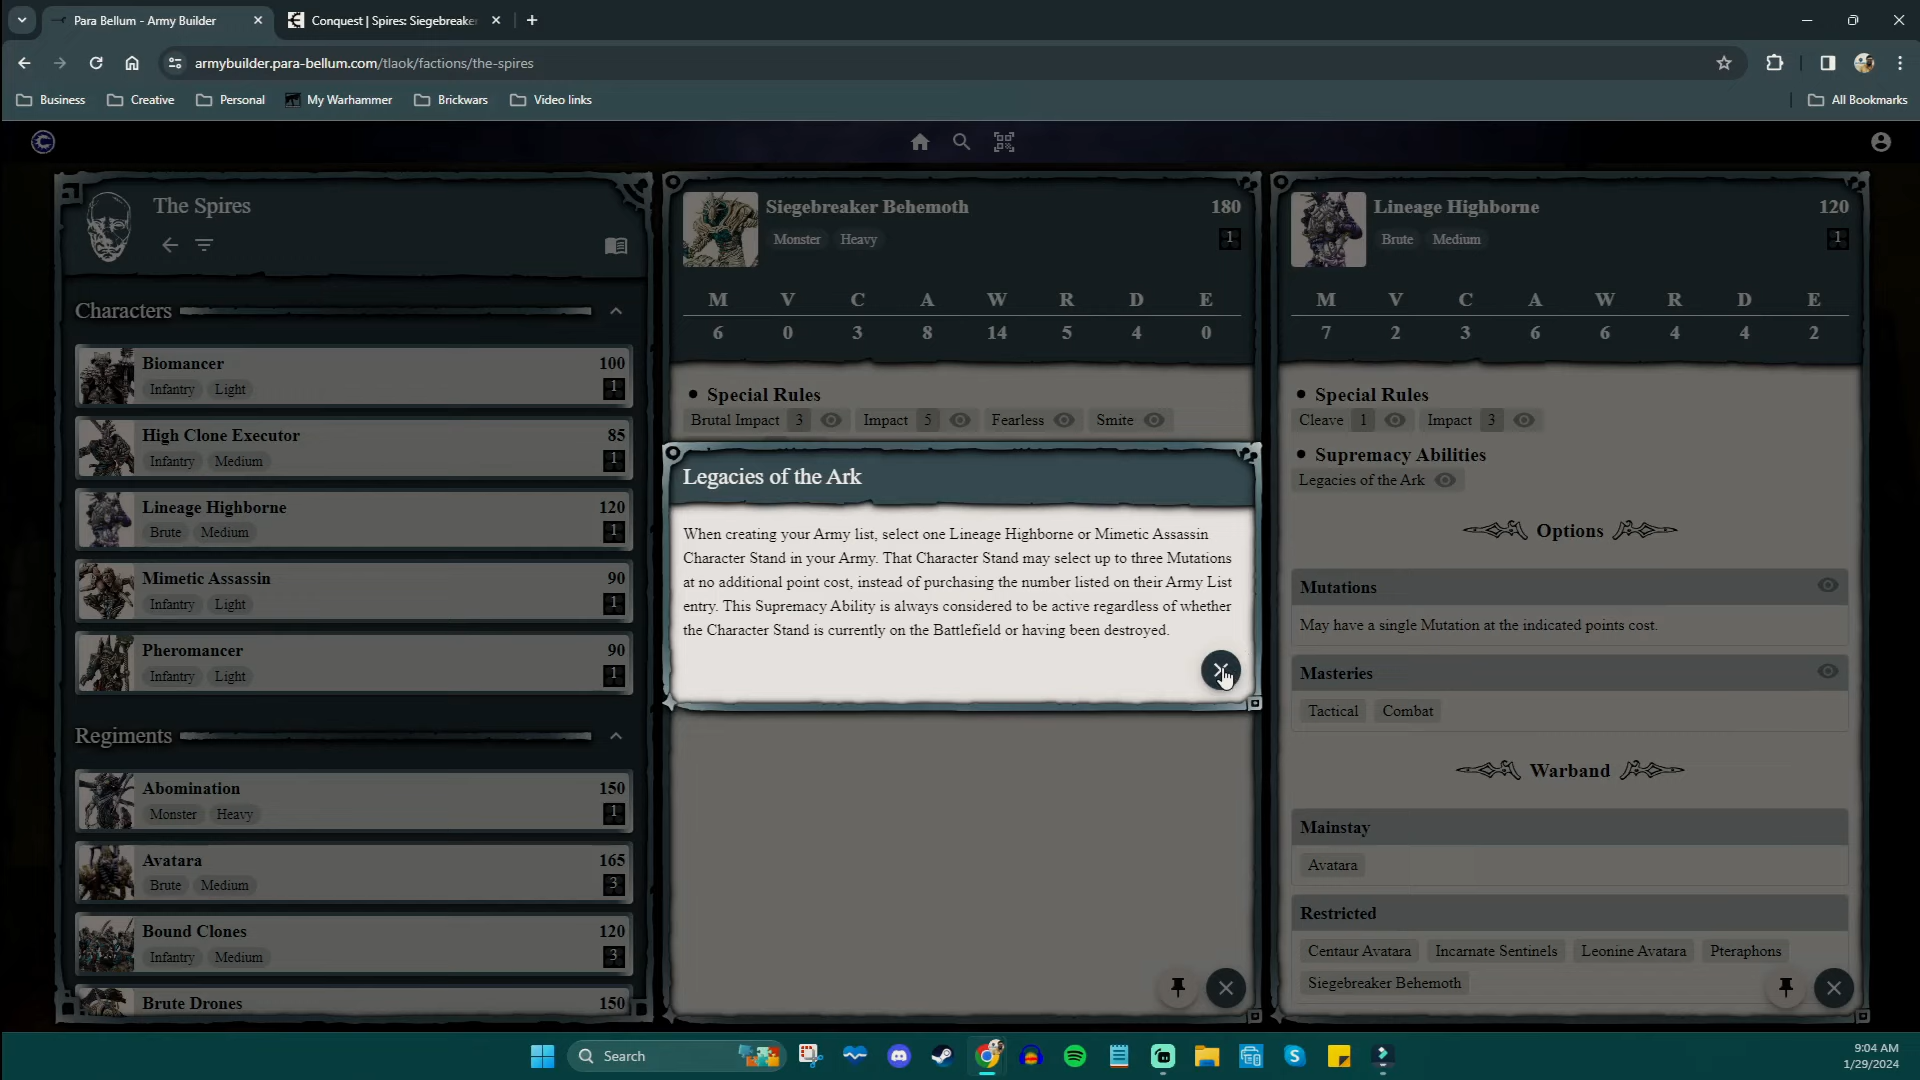 Para Bellum - Army Builder
Conquest | Spires: Siegebreaker
armybuilder.para-bellum.com/tlaok/factions/the-spires
Business
Creative
Personal
My Warhammer
Brickwars
Video links
All Bookmarks
The Spires
Characters
Biomancer 100
Infantry Light 1
High Clone Executor 85
Infantry Medium 1
Lineage Highborne 120
Brute Medium 1
Mimetic Assassin 90
Infantry Light 1
Pheromancer 90
Infantry Light 1
Regiments
Abomination 150
Monster Heavy 1
Avatara 165
Brute Medium 3
Bound Clones 120
Infantry Medium 3
Brute Drones 150
Siegebreaker Behemoth 180
Monster Heavy 1
M V C A W R D E
6 0 3 8 14 5 4 0
Special Rules
Brutal Impact 3 Impact 5 Fearless Smite
Legacies of the Ark
When creating your Army list, select one Lineage Highborne or Mimetic Assassin
Character Stand in your Army. That Character Stand may select up to three Mutations
at no additional point cost, instead of purchasing the number listed on their Army List
entry. This Supremacy Ability is always considered to be active regardless of whether
the Character Stand is currently on the Battlefield or having been destroyed.
Lineage Highborne 120
Brute Medium 1
M V C A W R D E
7 2 3 6 6 4 4 2
Special Rules
Cleave 1 Impact 3
Supremacy Abilities
Legacies of the Ark
Options
Mutations
May have a single Mutation at the indicated points cost.
Masteries
Tactical Combat
Warband
Mainstay
Avatara
Restricted
Centaur Avatara Incarnate Sentinels Leonine Avatara Pteraphons
Siegebreaker Behemoth
Search
9:04 AM
1/29/2024